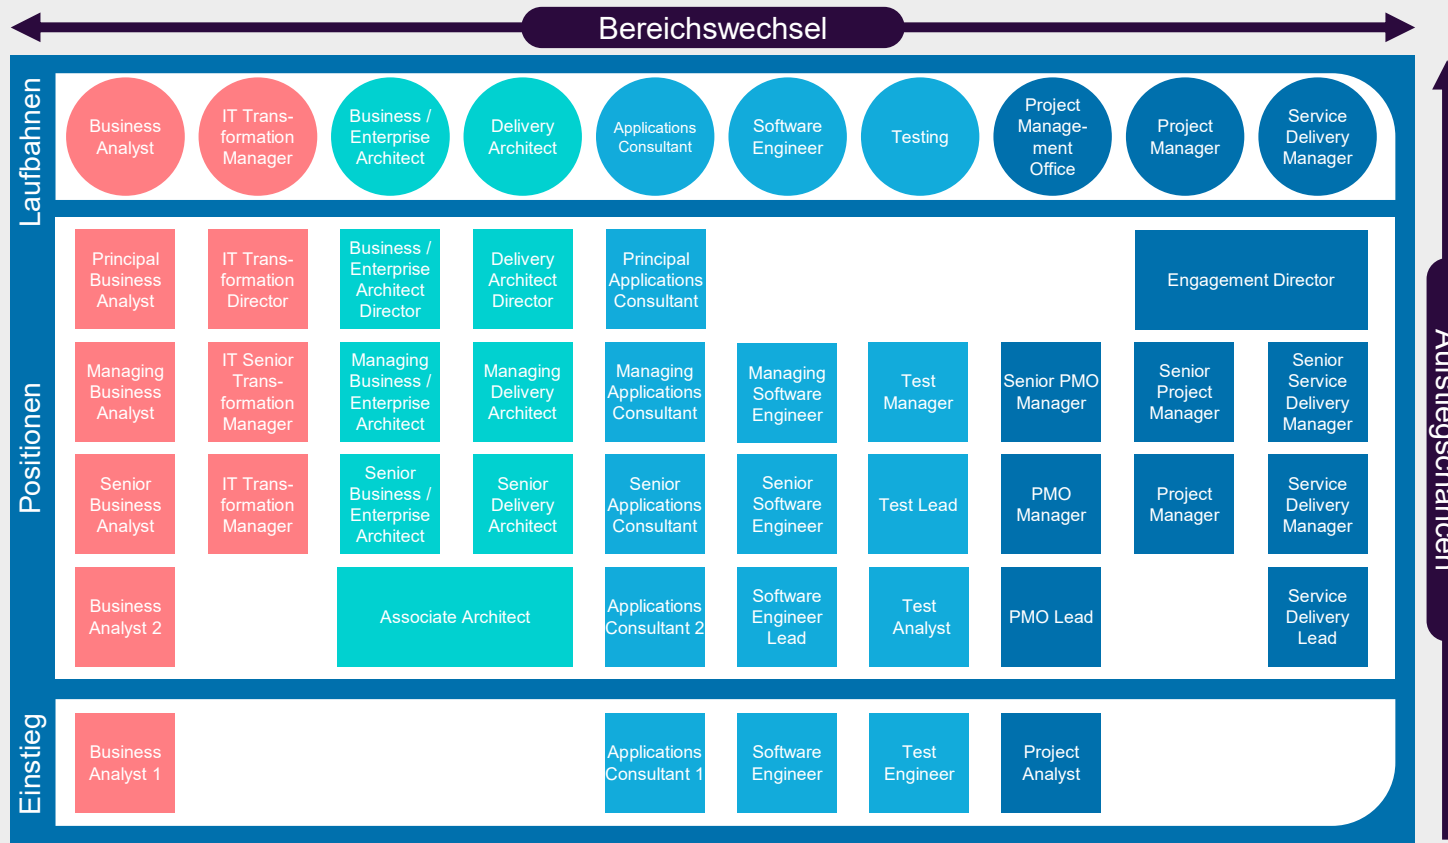 Bereichswechsel
Laufbahnen
Business
Analyst
IT Trans-
formation
Manager
Business /
Enterprise
Architect
Delivery
Architect
Applications
Consultant
Software
Engineer
Testing
Project
Manage-
ment
Office
Project
Manager
Service
Delivery
Manager
Aufstiegschancen
Positionen
Principal
Business
Analyst
IT Trans-
formation
Director
Business /
Enterprise
Architect
Director
Delivery
Architect
Director
Principal
Applications
Consultant
Engagement Director
Managing
Business
Analyst
IT Senior
Trans-
formation
Manager
Managing
Business /
Enterprise
Architect
Managing
Delivery
Architect
Managing
Applications
Consultant
Managing
Software
Engineer
Test
Manager
Senior PMO
Manager
Senior
Project
Manager
Senior
Service
Delivery
Manager
Senior
Business
Analyst
IT Trans-
formation
Manager
Senior
Business /
Enterprise
Architect
Senior
Delivery
Architect
Senior
Applications
Consultant
Senior
Software
Engineer
Test Lead
PMO
Manager
Project
Manager
Service
Delivery
Manager
Business
Analyst 2
Associate Architect
Applications
Consultant 2
Software
Engineer
Lead
Test
Analyst
PMO Lead
Service
Delivery
Lead
Einstieg
Business
Analyst 1
Applications
Consultant 1
Software
Engineer
Test
Engineer
Project
Analyst